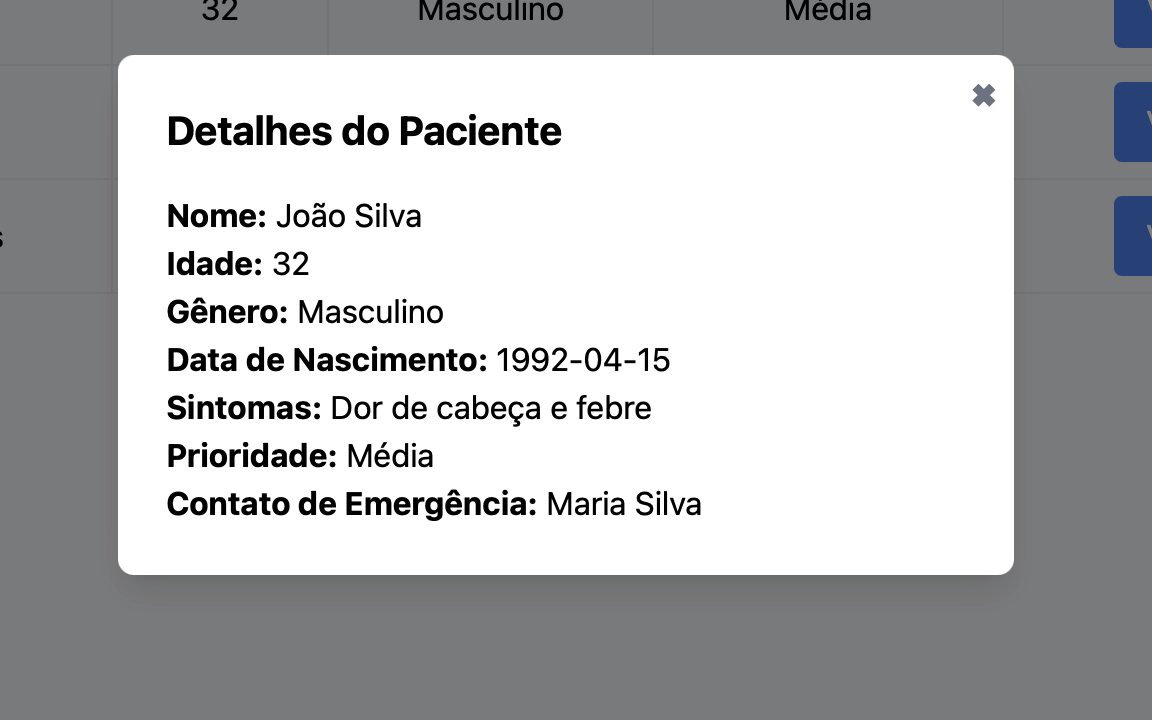 32 Masculino Média
✖
Detalhes do Paciente
Nome: João Silva
Idade: 32
Gênero: Masculino
Data de Nascimento: 1992-04-15
Sintomas: Dor de cabeça e febre
Prioridade: Média
Contato de Emergência: Maria Silva